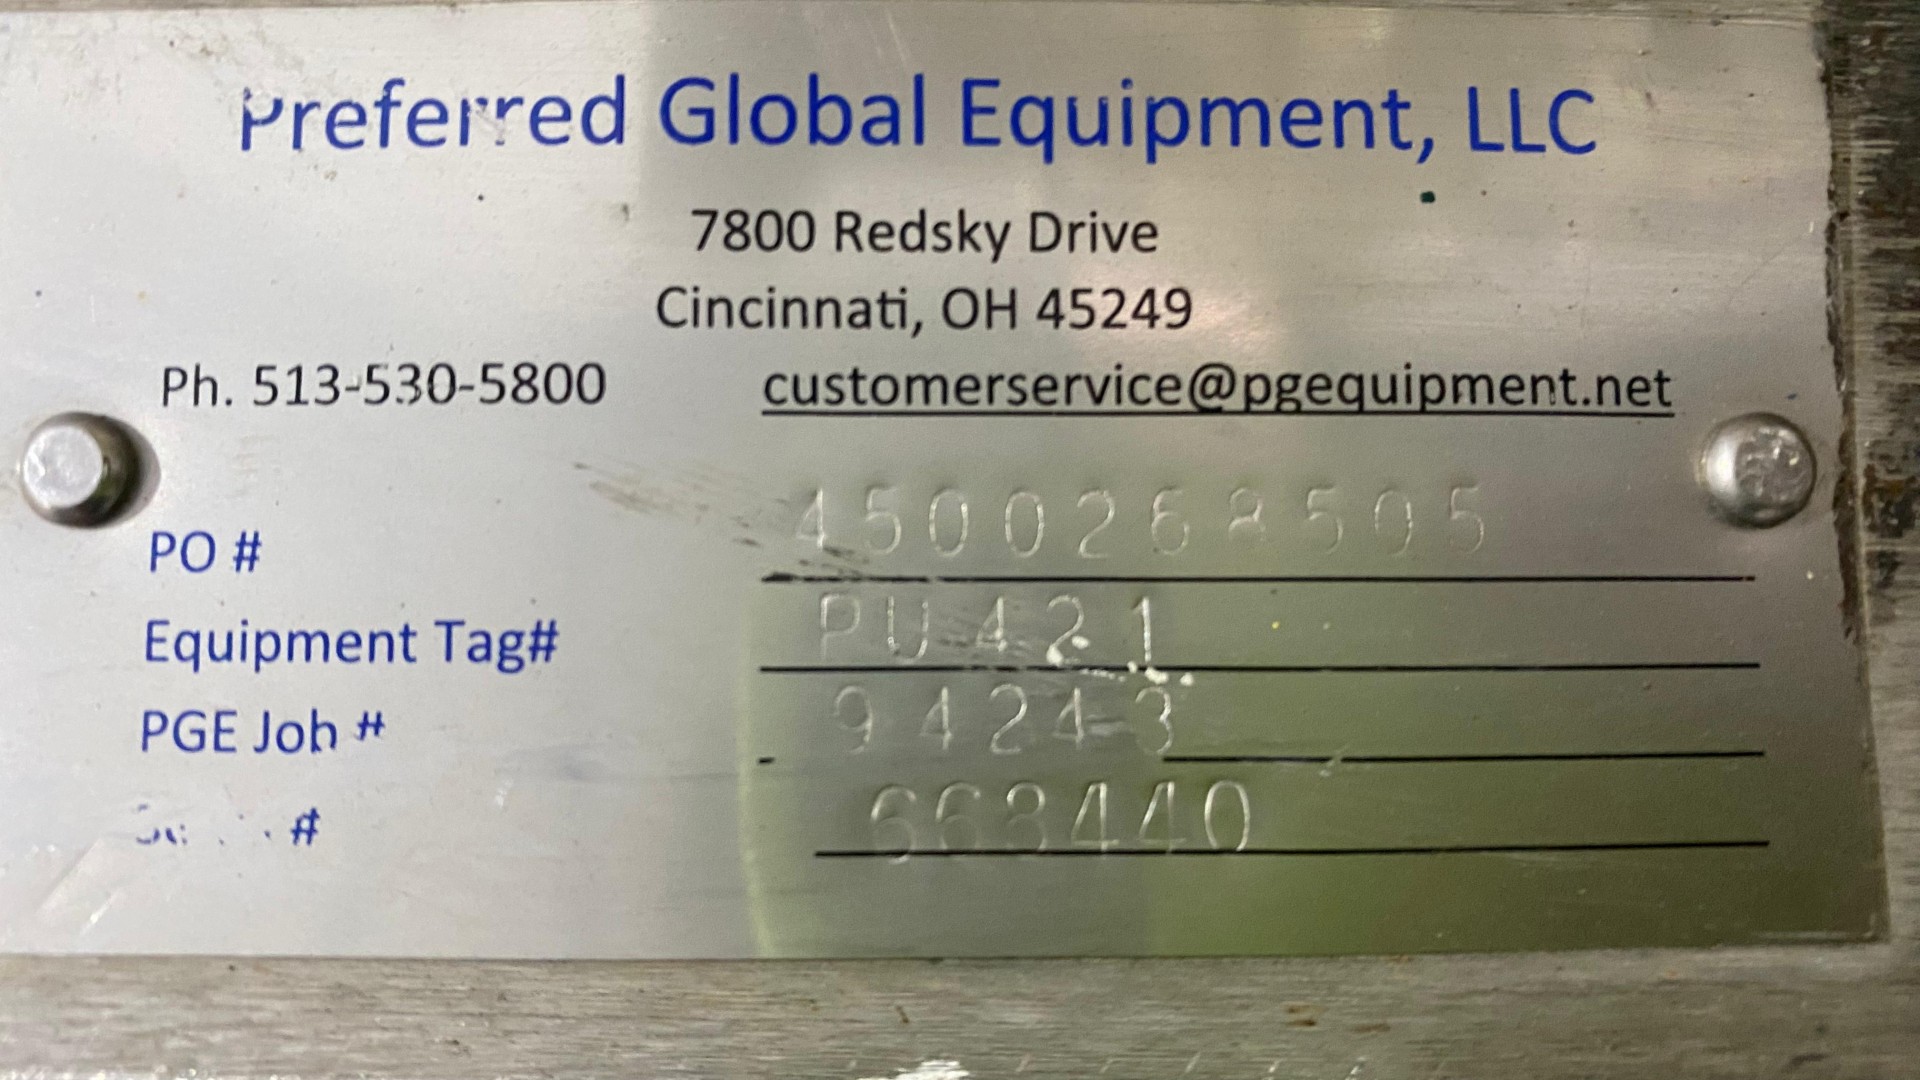 Preferred Global Equipment, LLC
7800 Redsky Drive
Cincinnati, OH 45249
Ph. 513-530-5800 customerservice@pgequipment.net
PO # 4500268505
Equipment Tag# PU421
PGE Job # 94243
# 663440